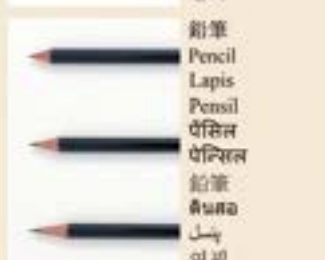 鉛筆
Pencil
Lapis
Pensil
पेंसिल
पेन्सिल
鉛筆
ดินสอ
پنسل